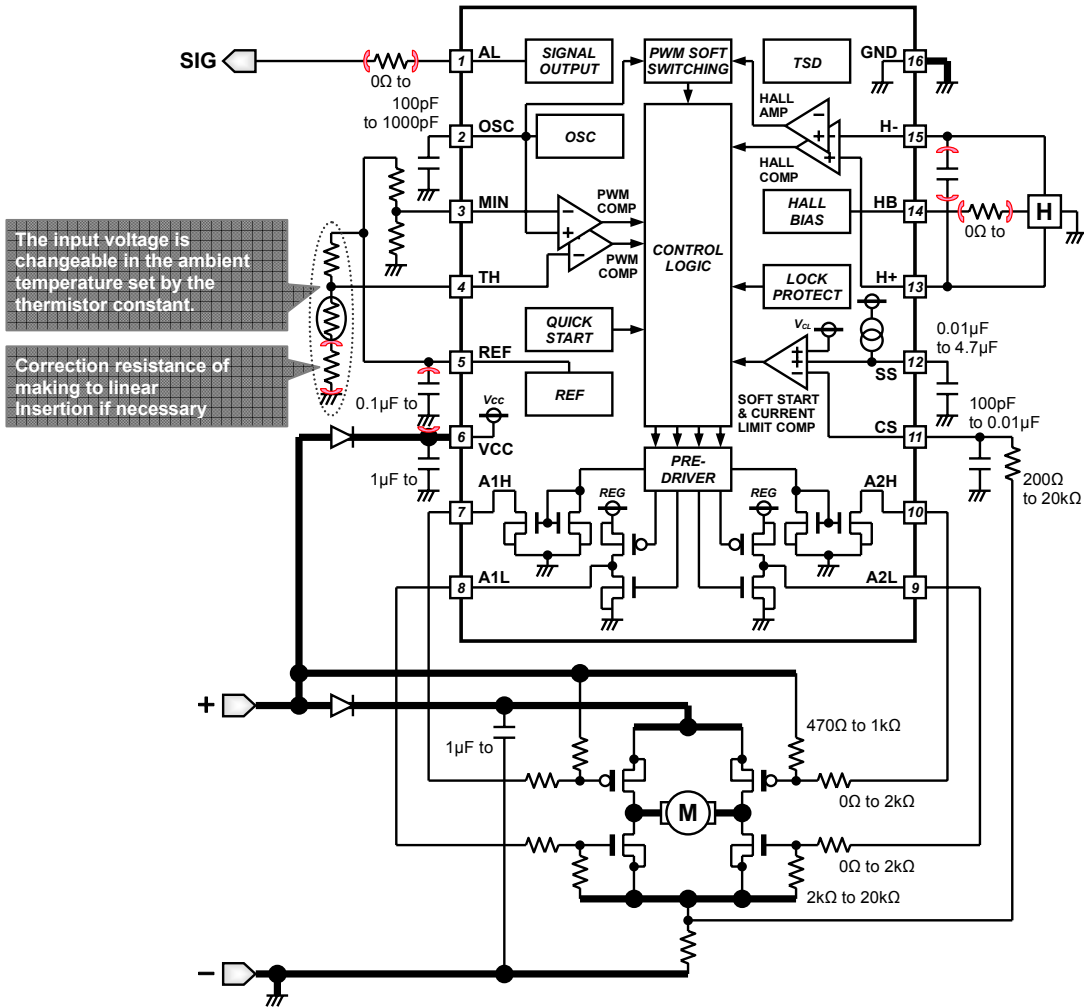 SIG
0Ω to
100pF
to 1000pF
1
AL
SIGNAL
OUTPUT
PWM SOFT
SWITCHING
TSD
GND
16
2
OSC
OSC
HALL
AMP
HALL
COMP
H-
15
3
MIN
PWM
COMP
PWM
COMP
CONTROL
LOGIC
HALL
BIAS
HB
14
0Ω to
H
The input voltage is
changeable in the ambient
temperature set by the
thermistor constant.
4
TH
LOCK
PROTECT
H+
13
QUICK
START
VCL
0.01µF
to 4.7µF
5
REF
REF
SS
12
Correction resistance of
making to linear
Insertion if necessary
0.1µF to
SOFT START
& CURRENT
LIMIT COMP
100pF
to 0.01µF
Vcc
6
VCC
CS
11
1µF to
PRE-
DRIVER
200Ω
to 20kΩ
A1H
7
REG
REG
A2H
10
8
A1L
A2L
9
+
1µF to
470Ω to 1kΩ
0Ω to 2kΩ
M
0Ω to 2kΩ
2kΩ to 20kΩ
−